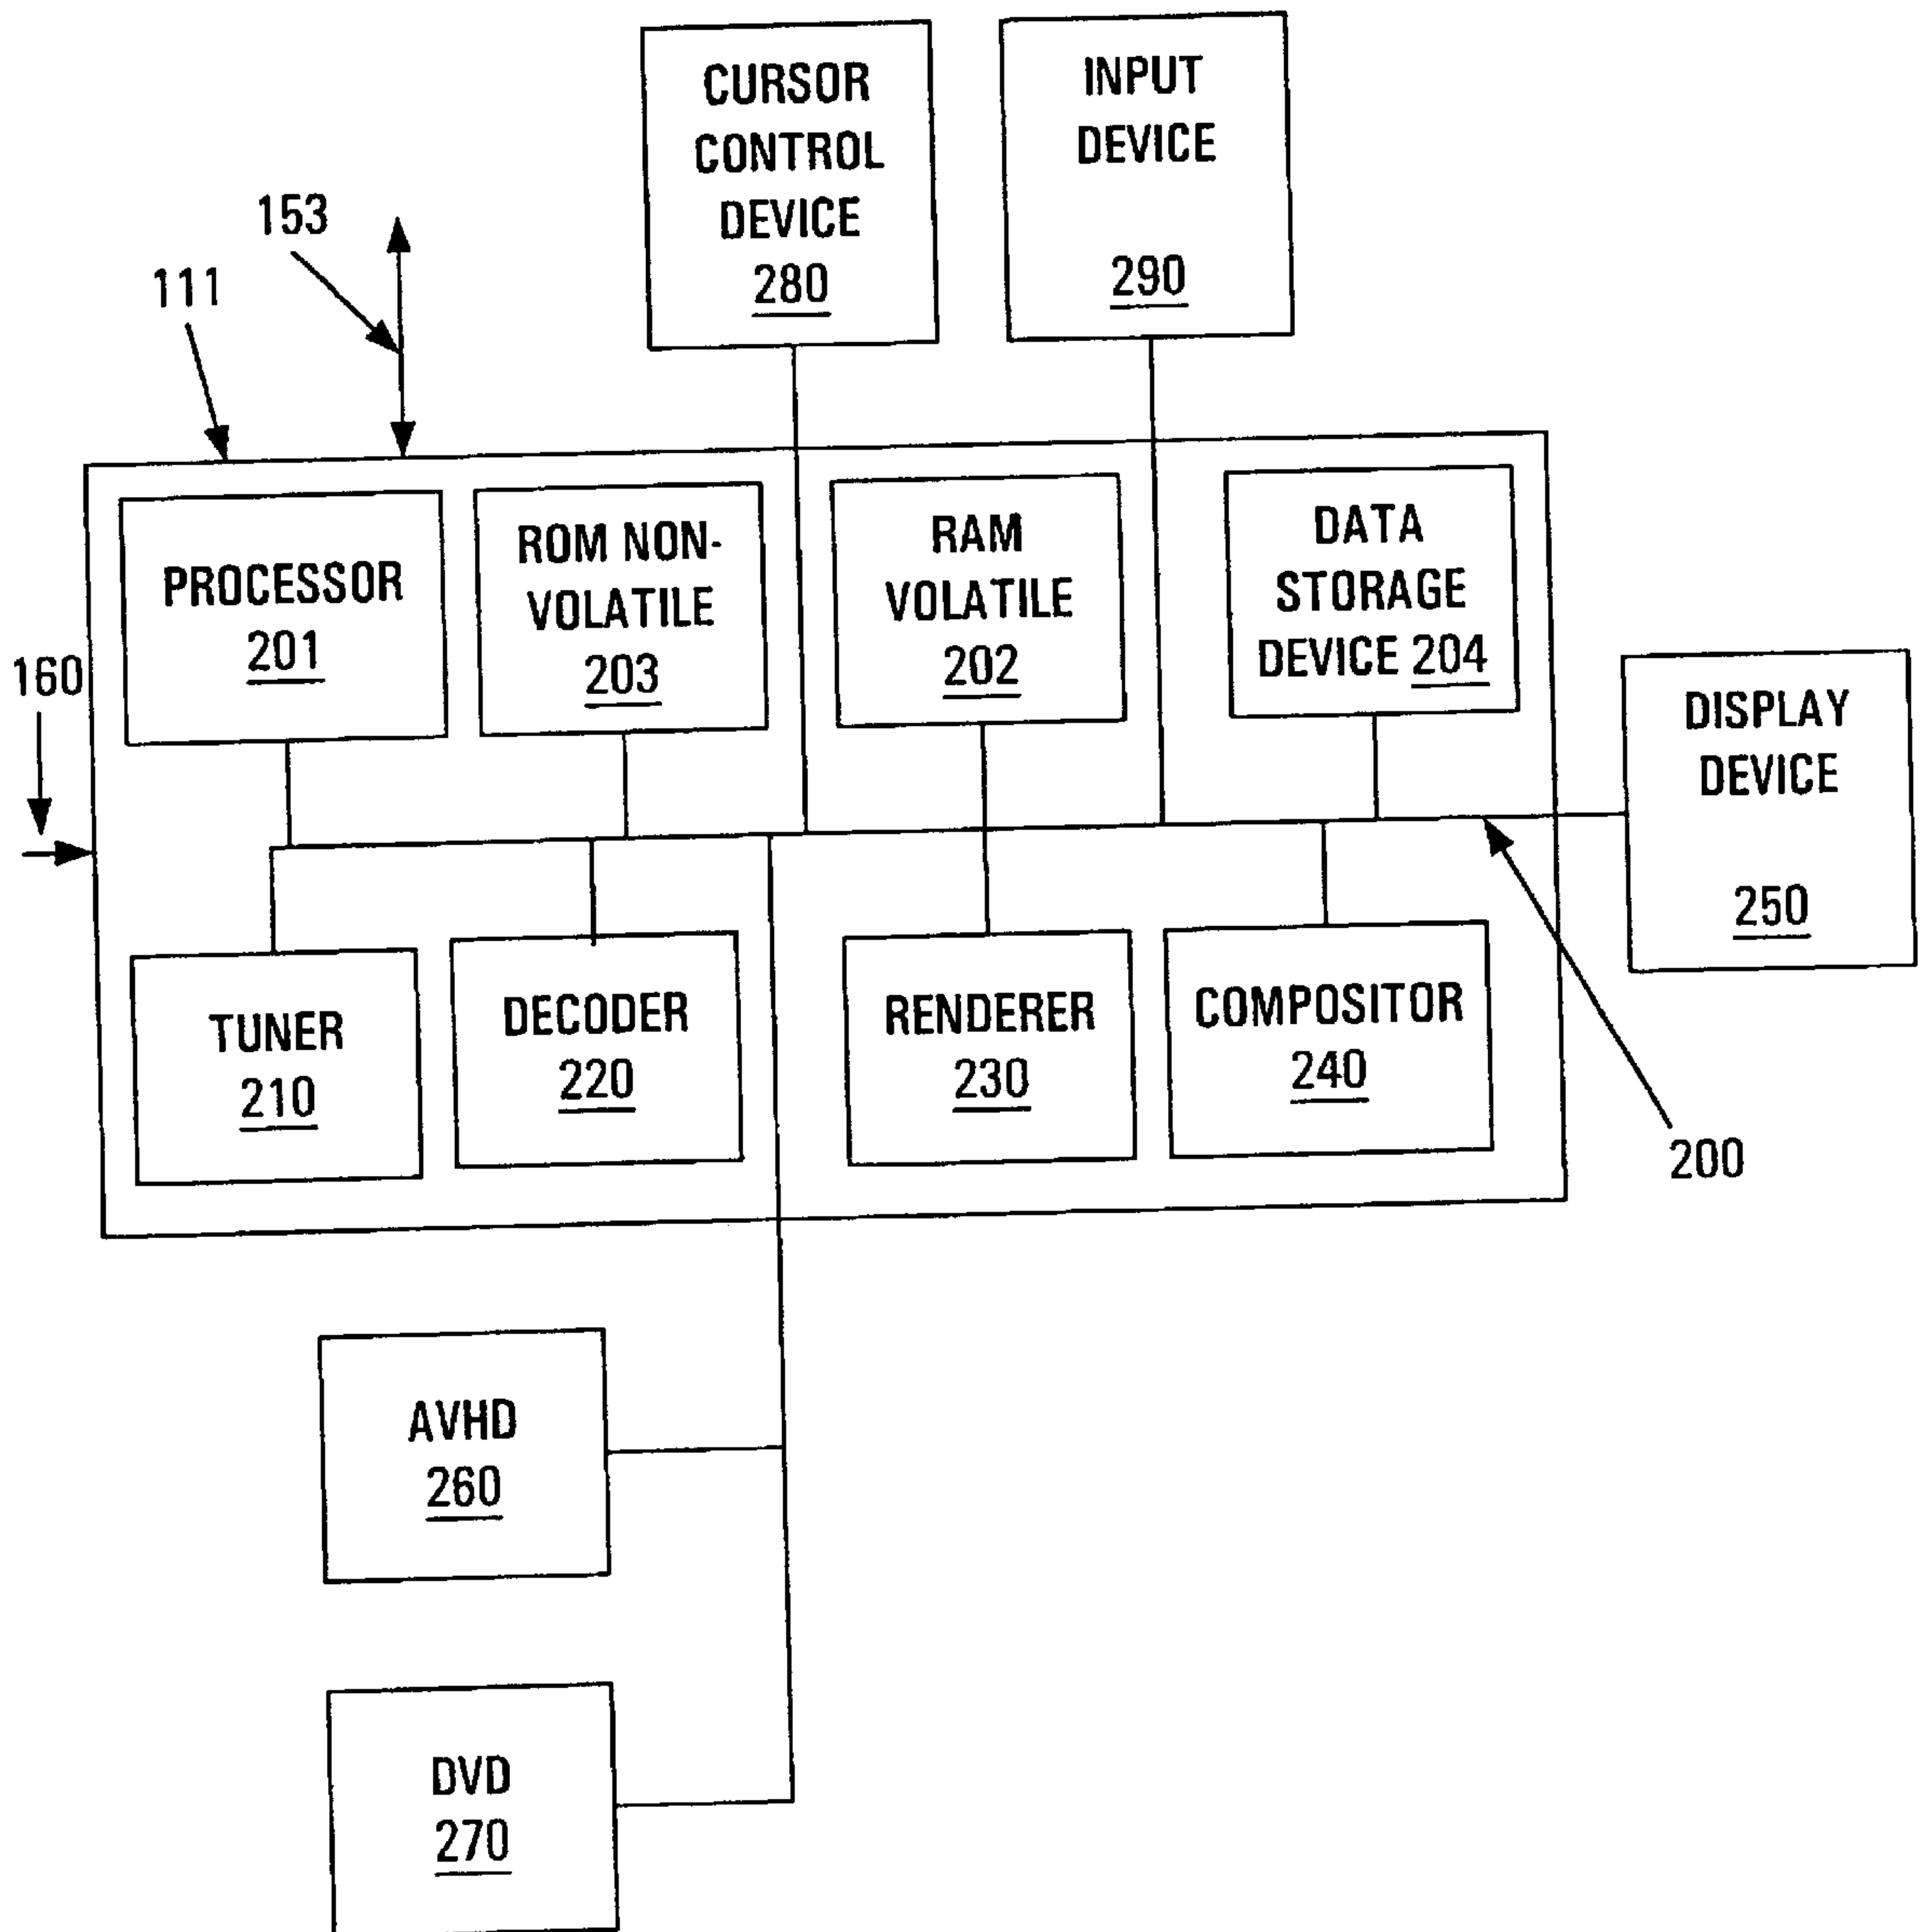 CURSOR
CONTROL
DEVICE
280
INPUT
DEVICE
290
153
111
PROCESSOR
201
ROM NON-
VOLATILE
203
RAM
VOLATILE
202
DATA
STORAGE
DEVICE 204
160
DISPLAY
DEVICE
250
TUNER
210
DECODER
220
RENDERER
230
COMPOSITOR
240
200
AVHD
260
DVD
270